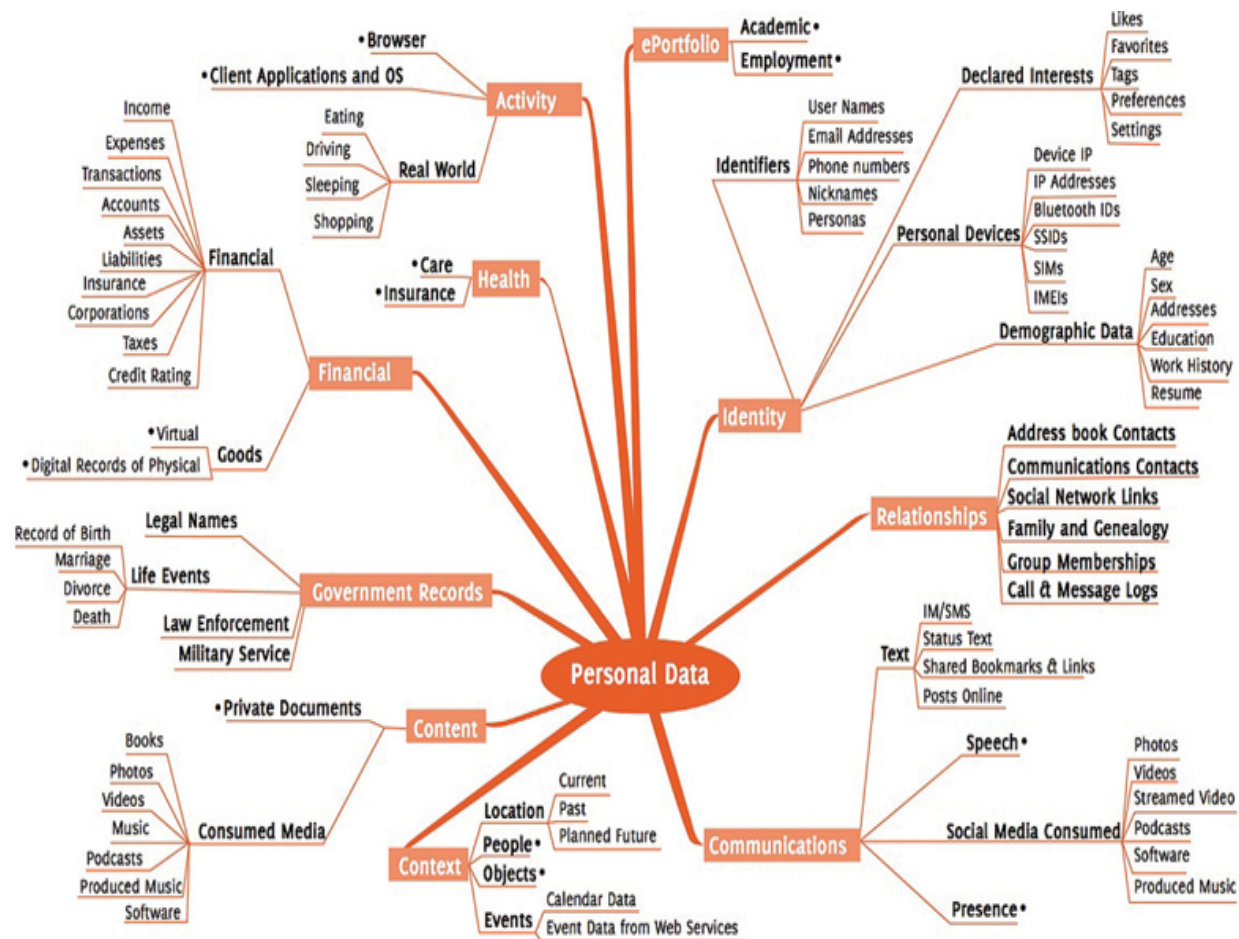 Personal Data
ePortfolio
Academic•
Employment•
Activity
•Browser
•Client Applications and OS
Real World
Eating
Driving
Sleeping
Shopping
Health
•Care
•Insurance
Financial
Financial
Income
Expenses
Transactions
Accounts
Assets
Liabilities
Insurance
Corporations
Taxes
Credit Rating
Goods
•Virtual
•Digital Records of Physical
Government Records
Legal Names
Life Events
Record of Birth
Marriage
Divorce
Death
Law Enforcement
Military Service
Content
•Private Documents
Consumed Media
Books
Photos
Videos
Music
Podcasts
Produced Music
Software
Context
Location
Current
Past
Planned Future
People•
Objects•
Events
Calendar Data
Event Data from Web Services
Identity
Identifiers
User Names
Email Addresses
Phone numbers
Nicknames
Personas
Declared Interests
Likes
Favorites
Tags
Preferences
Settings
Personal Devices
Device IP
IP Addresses
Bluetooth IDs
SSIDs
SIMs
IMEIs
Demographic Data
Age
Sex
Addresses
Education
Work History
Resume
Relationships
Address book Contacts
Communications Contacts
Social Network Links
Family and Genealogy
Group Memberships
Call & Message Logs
Communications
Text
IM/SMS
Status Text
Shared Bookmarks & Links
Posts Online
Speech•
Social Media Consumed
Photos
Videos
Streamed Video
Podcasts
Software
Produced Music
Presence•